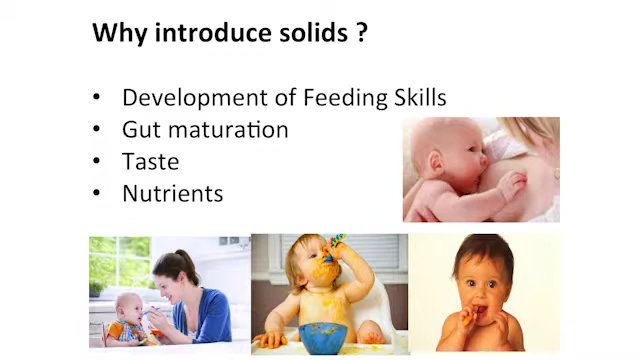 Why introduce solids ?
• Development of Feeding Skills
• Gut maturation
• Taste
• Nutrients